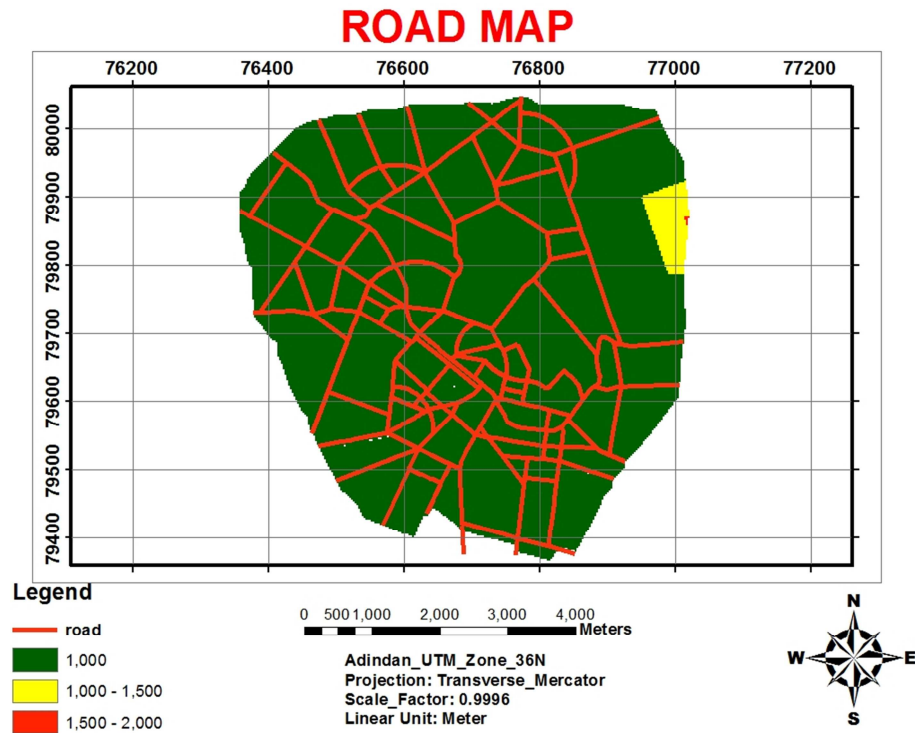 ROAD MAP
76200 76400 76600 76800 77000 77200
80000
79900
79800
79700
79600
79500
79400
Legend
road
1,000
1,000 - 1,500
1,500 - 2,000
0 500 1,000 2,000 3,000 4,000
Meters
Adindan_UTM_Zone_36N
Projection: Transverse_Mercator
Scale_Factor: 0.9996
Linear Unit: Meter
N
W E
S